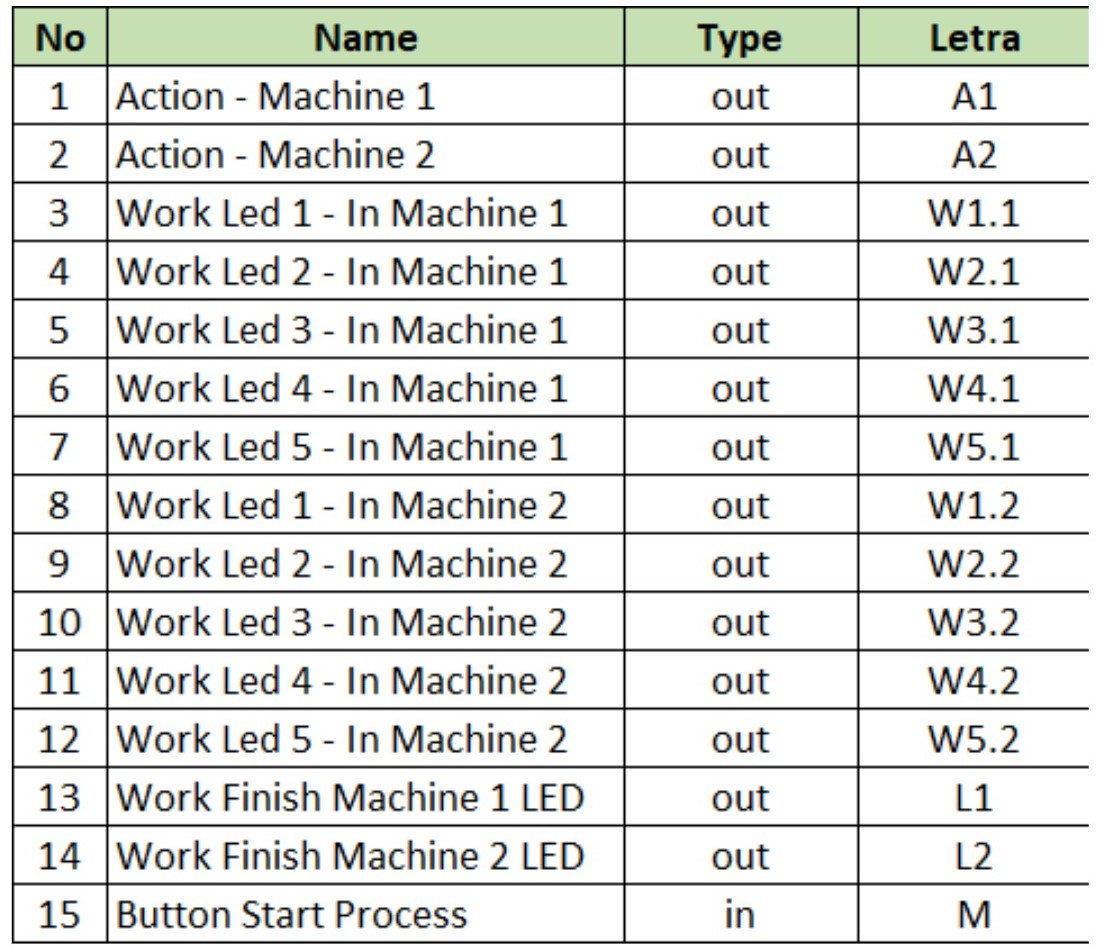 No Name Type Letra
1 Action - Machine 1 out A1
2 Action - Machine 2 out A2
3 Work Led 1 - In Machine 1 out W1.1
4 Work Led 2 - In Machine 1 out W2.1
5 Work Led 3 - In Machine 1 out W3.1
6 Work Led 4 - In Machine 1 out W4.1
7 Work Led 5 - In Machine 1 out W5.1
8 Work Led 1 - In Machine 2 out W1.2
9 Work Led 2 - In Machine 2 out W2.2
10 Work Led 3 - In Machine 2 out W3.2
11 Work Led 4 - In Machine 2 out W4.2
12 Work Led 5 - In Machine 2 out W5.2
13 Work Finish Machine 1 LED out L1
14 Work Finish Machine 2 LED out L2
15 Button Start Process in M